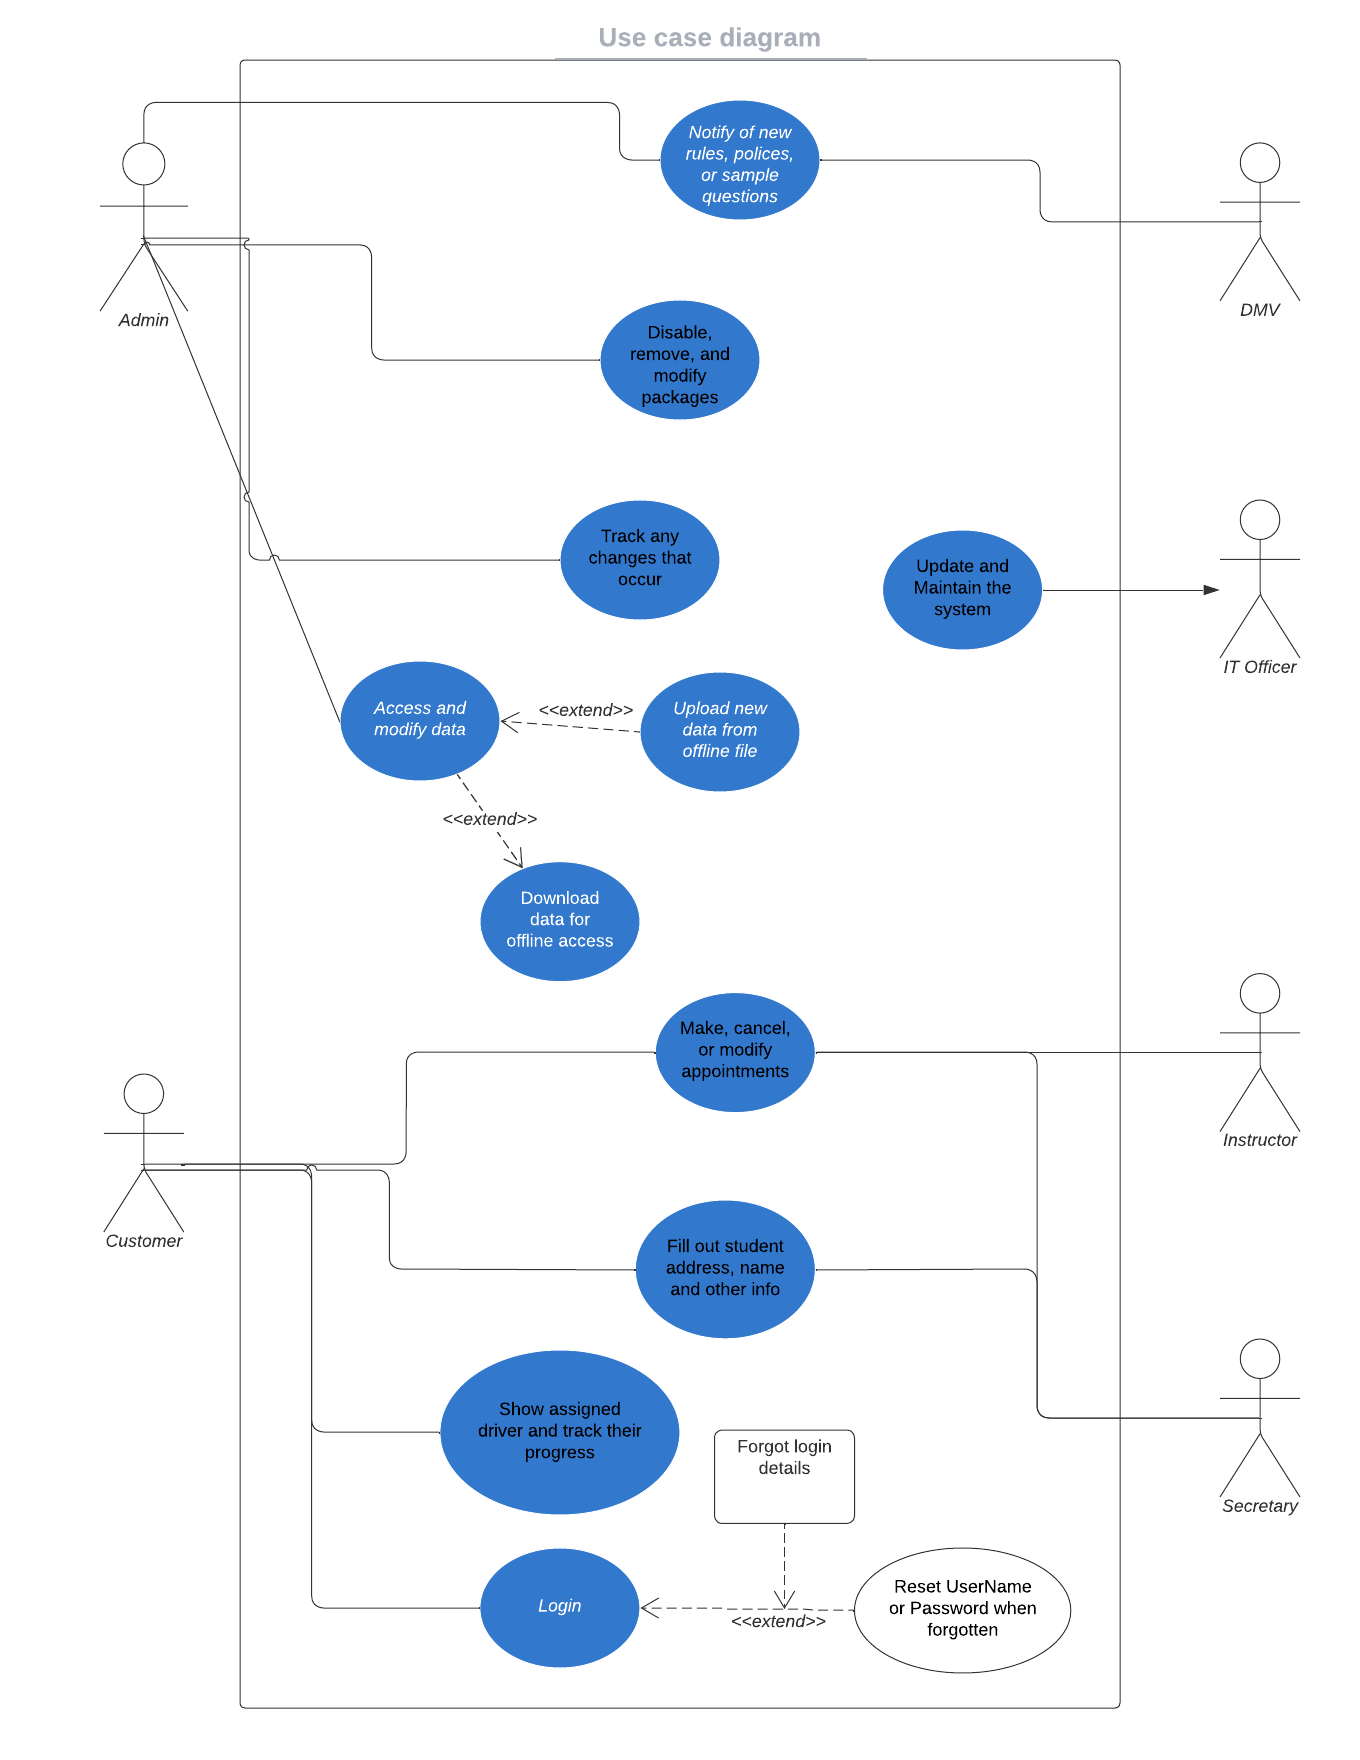 Use case diagram
Notify of new
rules, polices,
or sample
questions
Admin
DMV
Disable,
remove, and
modify
packages
Track any
changes that
occur
Update and
Maintain the
system
IT Officer
Access and
modify data
<<extend>>
Upload new
data from
offline file
<<extend>>
Download
data for
offline access
Make, cancel,
or modify
appointments
Instructor
Customer
Fill out student
address, name
and other info
Show assigned
driver and track their
progress
Forgot login
details
Secretary
Login
<<extend>>
Reset UserName
or Password when
forgotten